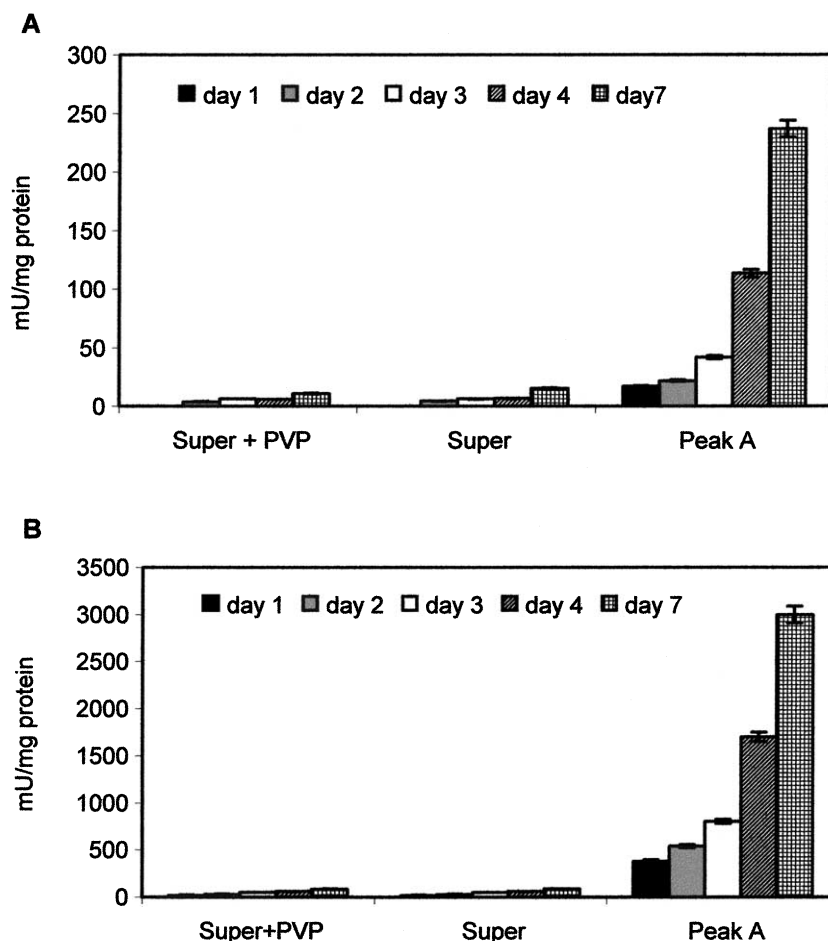 A
300
250
200
150
100
50
0
mU/mg protein
day 1 day 2 day 3 day 4 day7
Super + PVP Super Peak A
B
3500
3000
2500
2000
1500
1000
500
0
mU/mg protein
day 1 day 2 day 3 day 4 day 7
Super+PVP Super Peak A